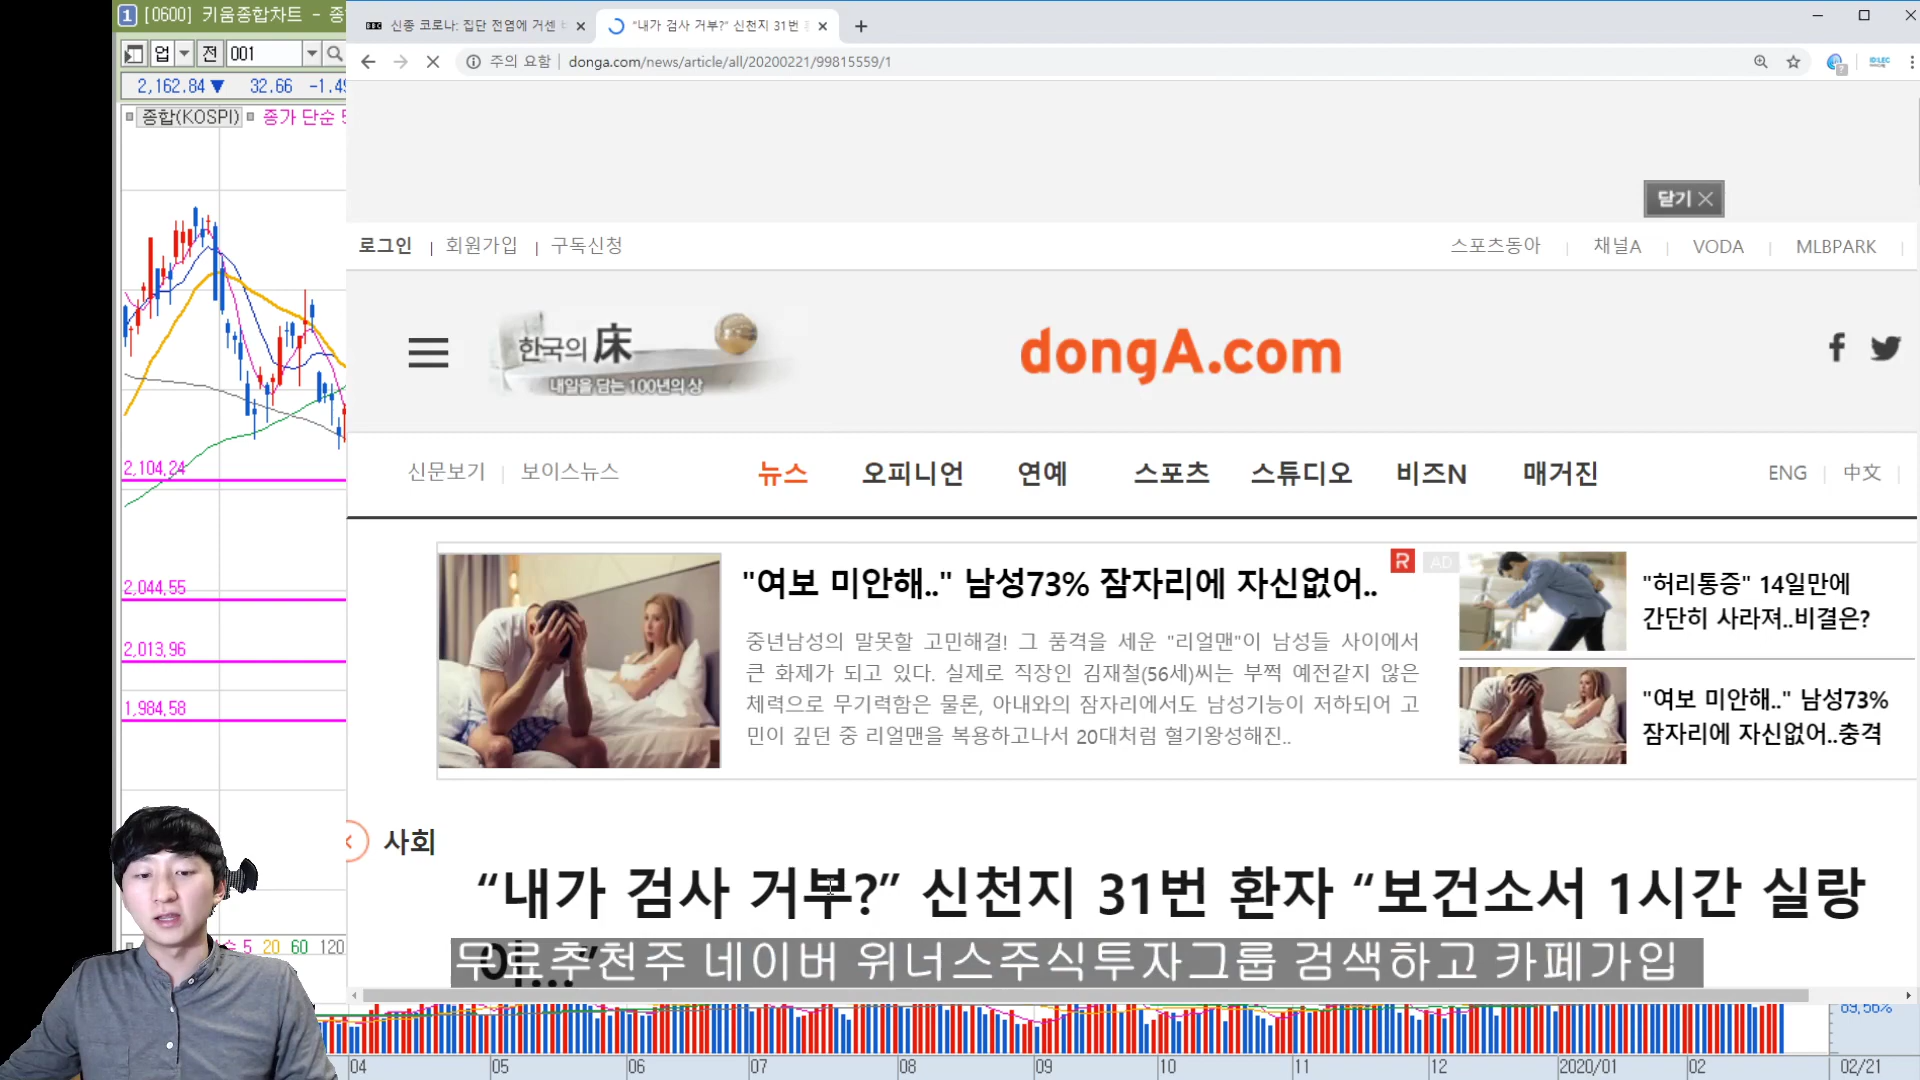 1 [0600] 키움종합차트 - 종
업 전 001
2,162.84 ▼ 32.66 -1.49
종합(KOSPI) 종가 단순 5
2,104,24
2,044,55
2,013,96
1,984,58
5 20 60 120
BBC 신종 코로나: 집단 전염에 거센
"내가 검사 거부?" 신천지 31번
주의 요함 | donga.com/news/article/all/20200221/99815559/1
닫기 X
로그인 | 회원가입 | 구독신청
스포츠동아 | 채널A | VODA | MLBPARK |
한국의 床
내일을 담는 100년의 상
dongA.com
신문보기 | 보이스뉴스
뉴스 오피니언 연예 스포츠 스튜디오 비즈N 매거진
ENG | 中文 |
"여보 미안해.." 남성73% 잠자리에 자신없어..
R AD
중년남성의 말못할 고민해결! 그 품격을 세운 "리얼맨"이 남성들 사이에서
큰 화제가 되고 있다. 실제로 직장인 김재철(56세)씨는 부쩍 예전같지 않은
체력으로 무기력함은 물론, 아내와의 잠자리에서도 남성기능이 저하되어 고
민이 깊던 중 리얼맨을 복용하고나서 20대처럼 혈기왕성해진..
"허리통증" 14일만에
간단히 사라져..비결은?
"여보 미안해.." 남성73%
잠자리에 자신없어..충격
사회
“내가 검사 거부?” 신천지 31번 환자 “보건소서 1시간 실랑
이…”
무료추천주 네이버 위너스주식투자그룹 검색하고 카페가입
69,56%
04 05 06 07 08 09 10 11 12 2020/01 02 02/21